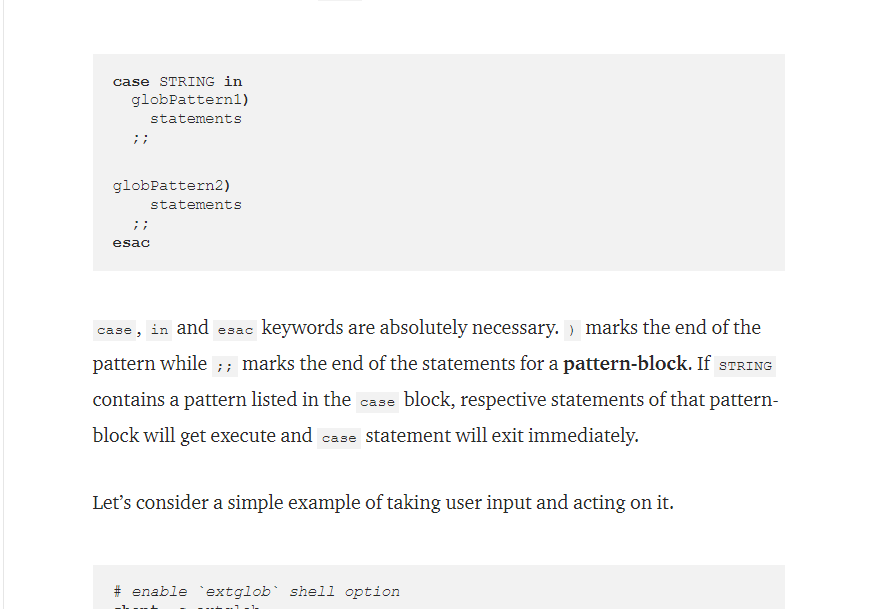 case STRING in
globPattern1)
statements
;;
globPattern2)
statements
;;
esac
case, in and esac keywords are absolutely necessary. ) marks the end of the
pattern while ;; marks the end of the statements for a pattern-block. If STRING
contains a pattern listed in the case block, respective statements of that pattern-
block will get execute and case statement will exit immediately.
Let’s consider a simple example of taking user input and acting on it.
# enable `extglob` shell option